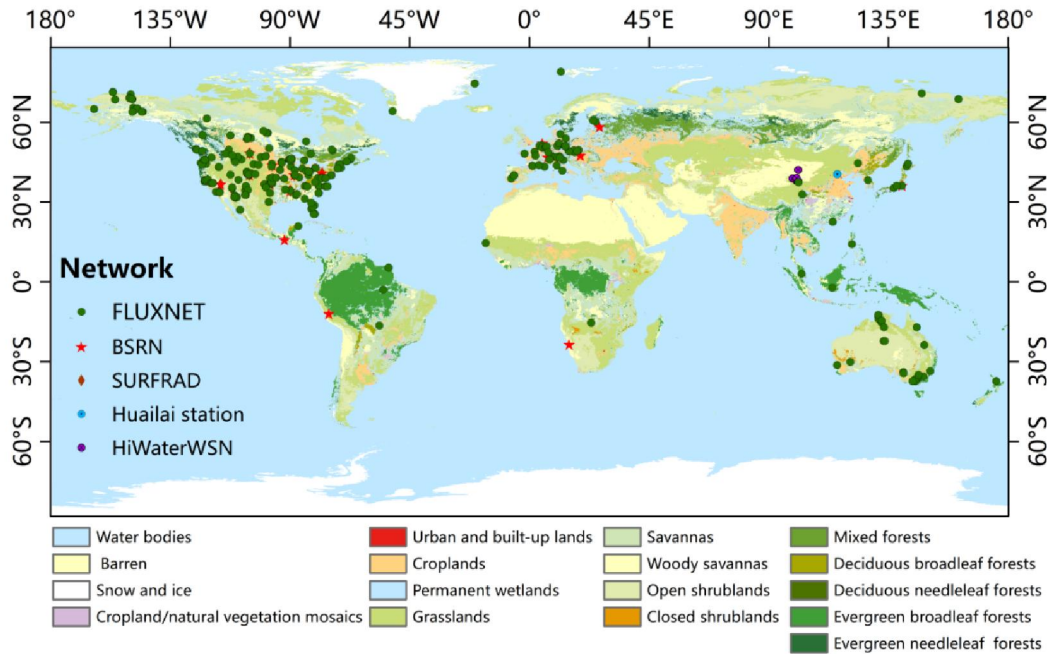 180° 135°W 90°W 45°W 0° 45°E 90°E 135°E 180°
60°N 60°N
30°N 30°N
0° 0°
30°S 30°S
60°S 60°S
Network
FLUXNET
BSRN
SURFRAD
Huailai station
HiWaterWSN
Water bodies Urban and built-up lands Savannas Mixed forests
Barren Croplands Woody savannas Deciduous broadleaf forests
Snow and ice Permanent wetlands Open shrublands Deciduous needleleaf forests
Cropland/natural vegetation mosaics Grasslands Closed shrublands Evergreen broadleaf forests
Evergreen needleleaf forests